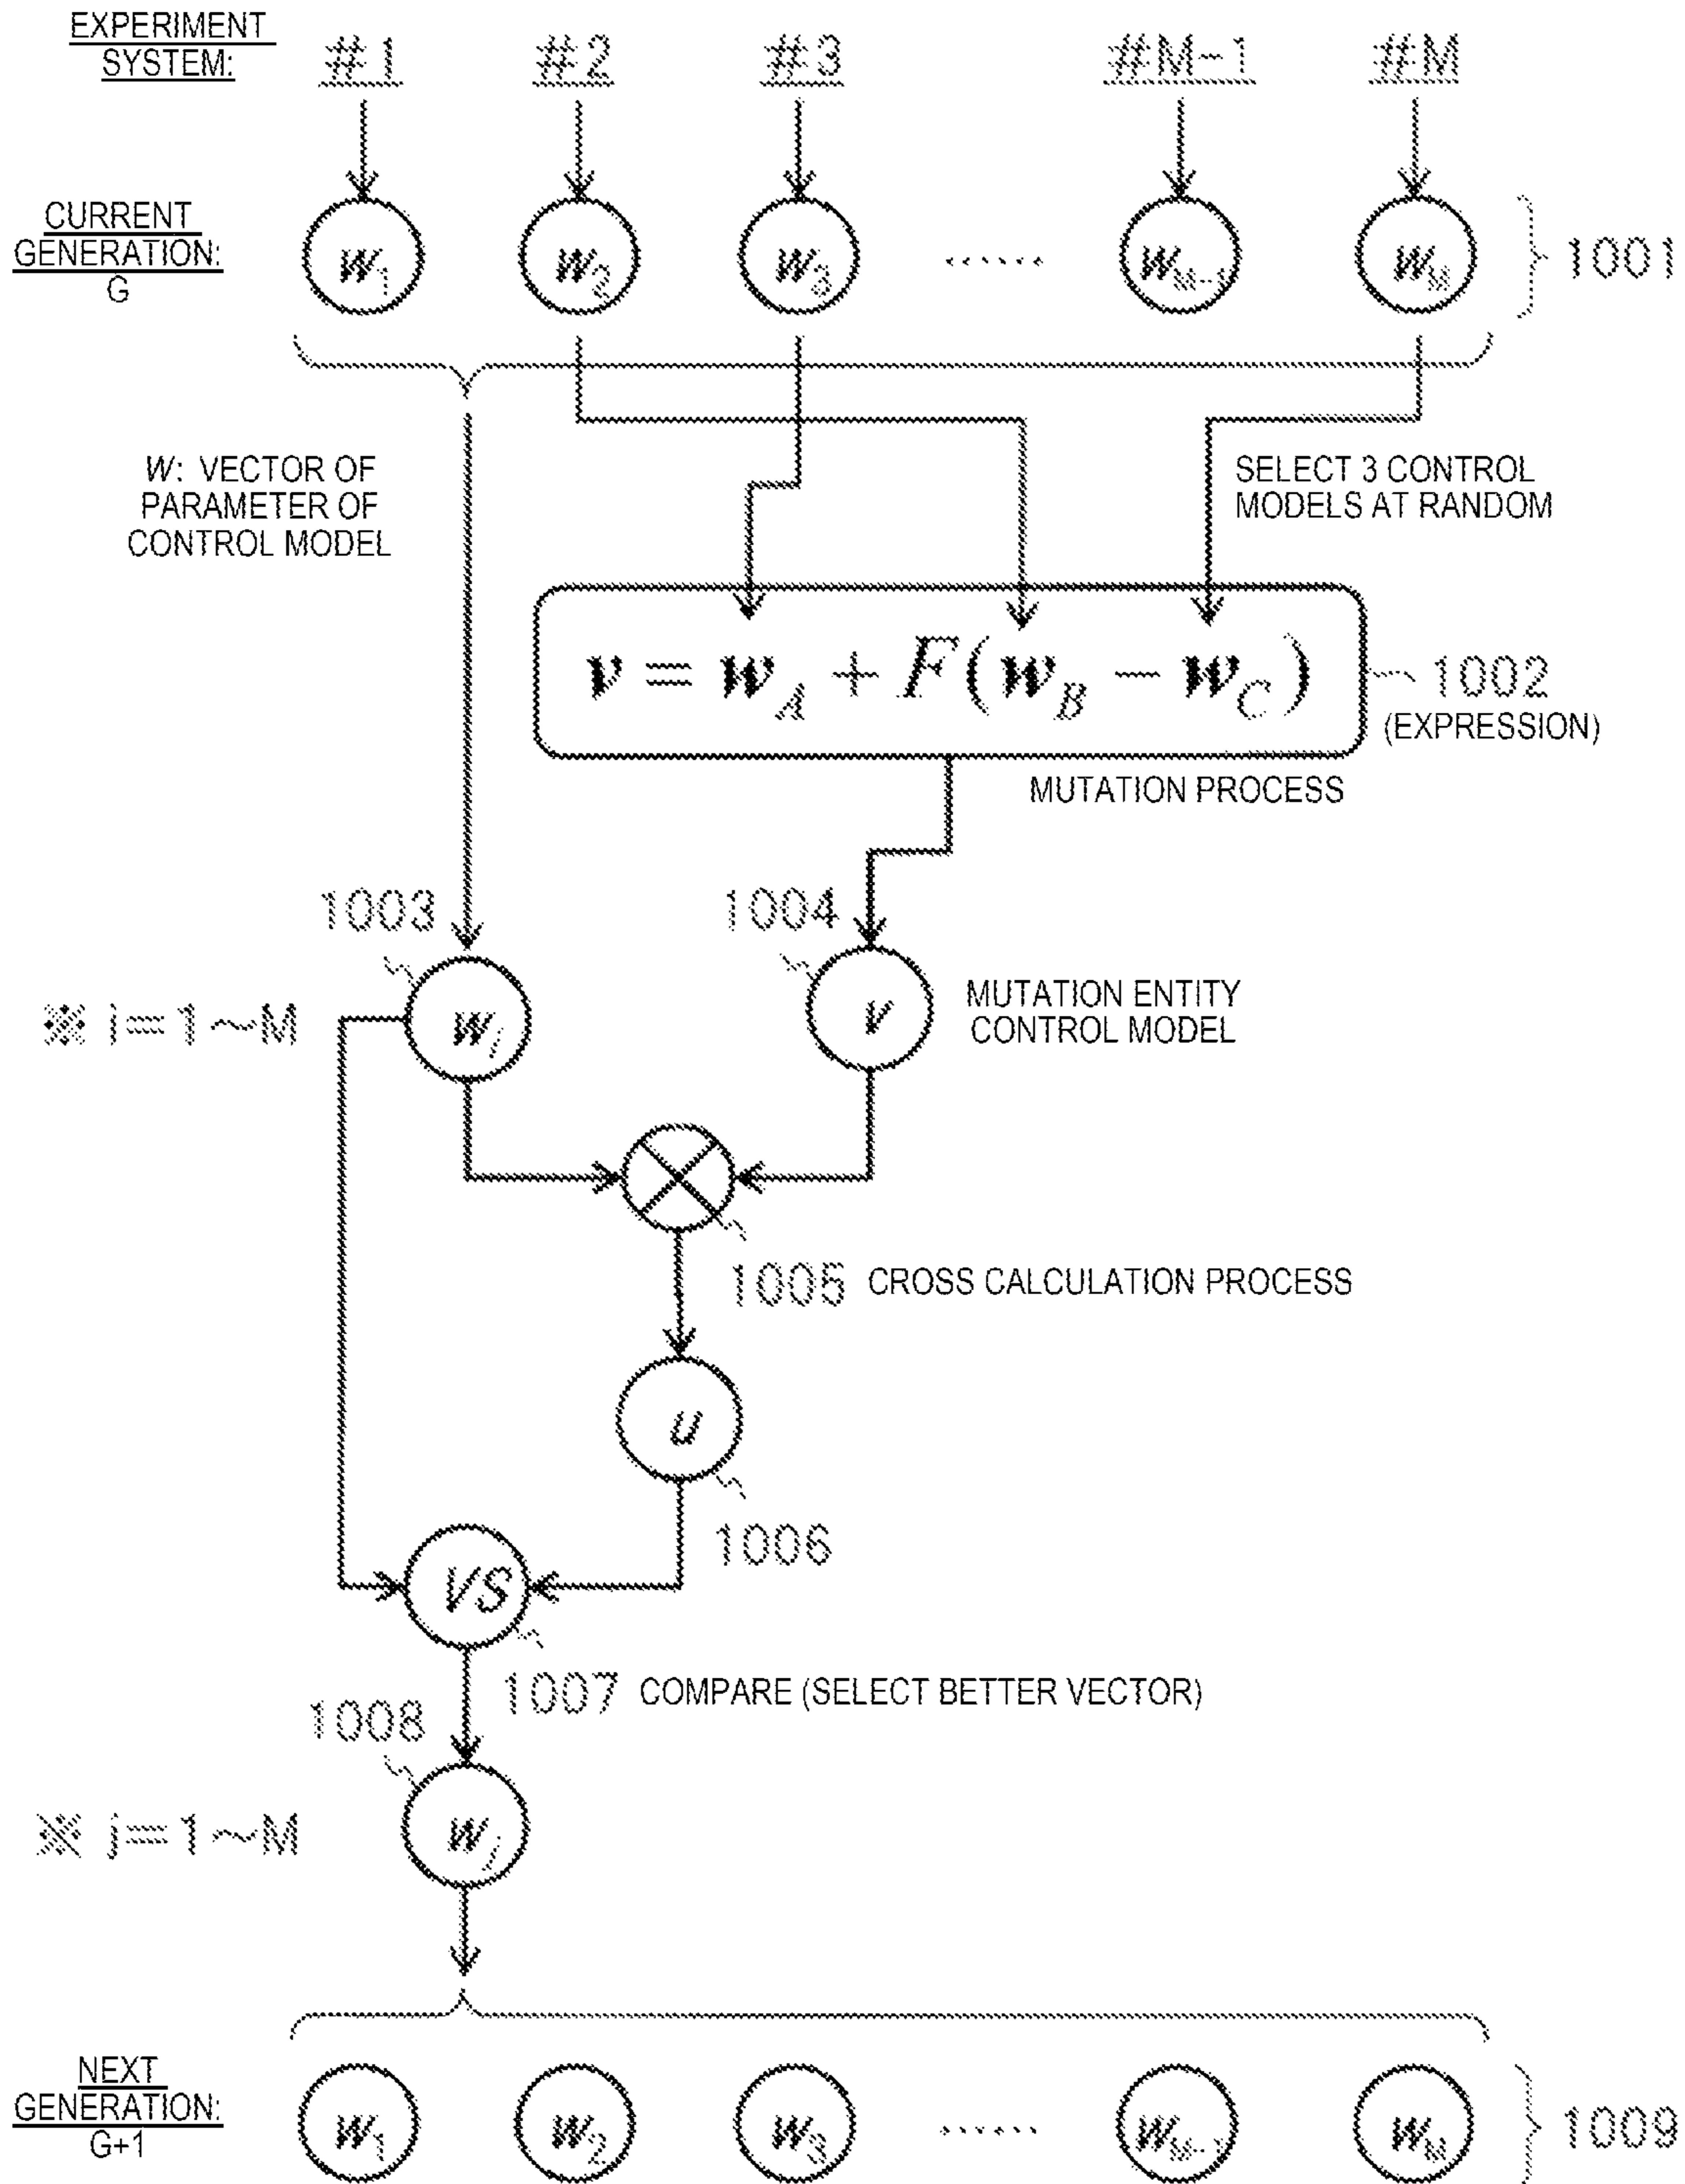 EXPERIMENT
SYSTEM:
#1 #2 #3 #M-1 #M
CURRENT
GENERATION:
G
w1 w2 w3 ······ wM-1 wM
1001
W: VECTOR OF
PARAMETER OF
CONTROL MODEL
SELECT 3 CONTROL
MODELS AT RANDOM
v = wA + F(wB − wC)
1002
(EXPRESSION)
MUTATION PROCESS
1003
1004
※ i=1～M
wi
v
MUTATION ENTITY
CONTROL MODEL
1005 CROSS CALCULATION PROCESS
u
1006
VS
1007 COMPARE (SELECT BETTER VECTOR)
1008
※ j=1～M
wj
NEXT
GENERATION:
G+1
w1 w2 w3 ······ wM-1 wM
1009